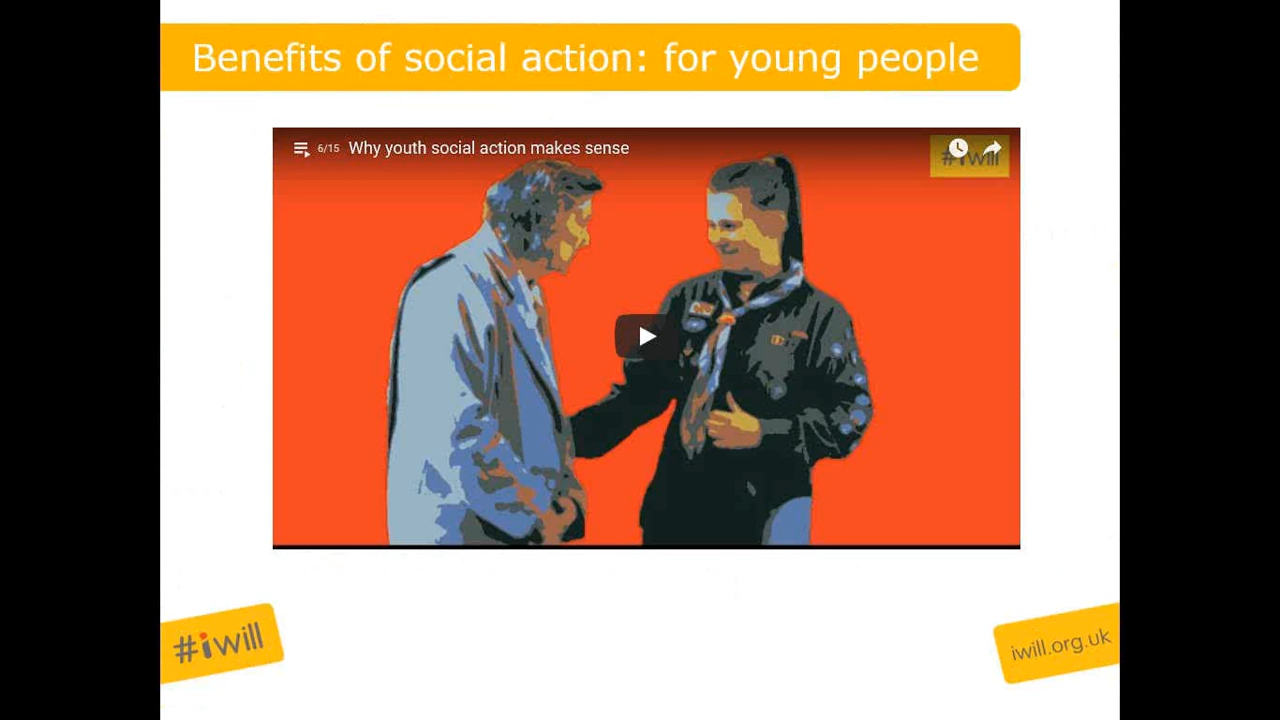 Benefits of social action: for young people
6/15 Why youth social action makes sense
#iwill
#iwill
iwill.org.uk